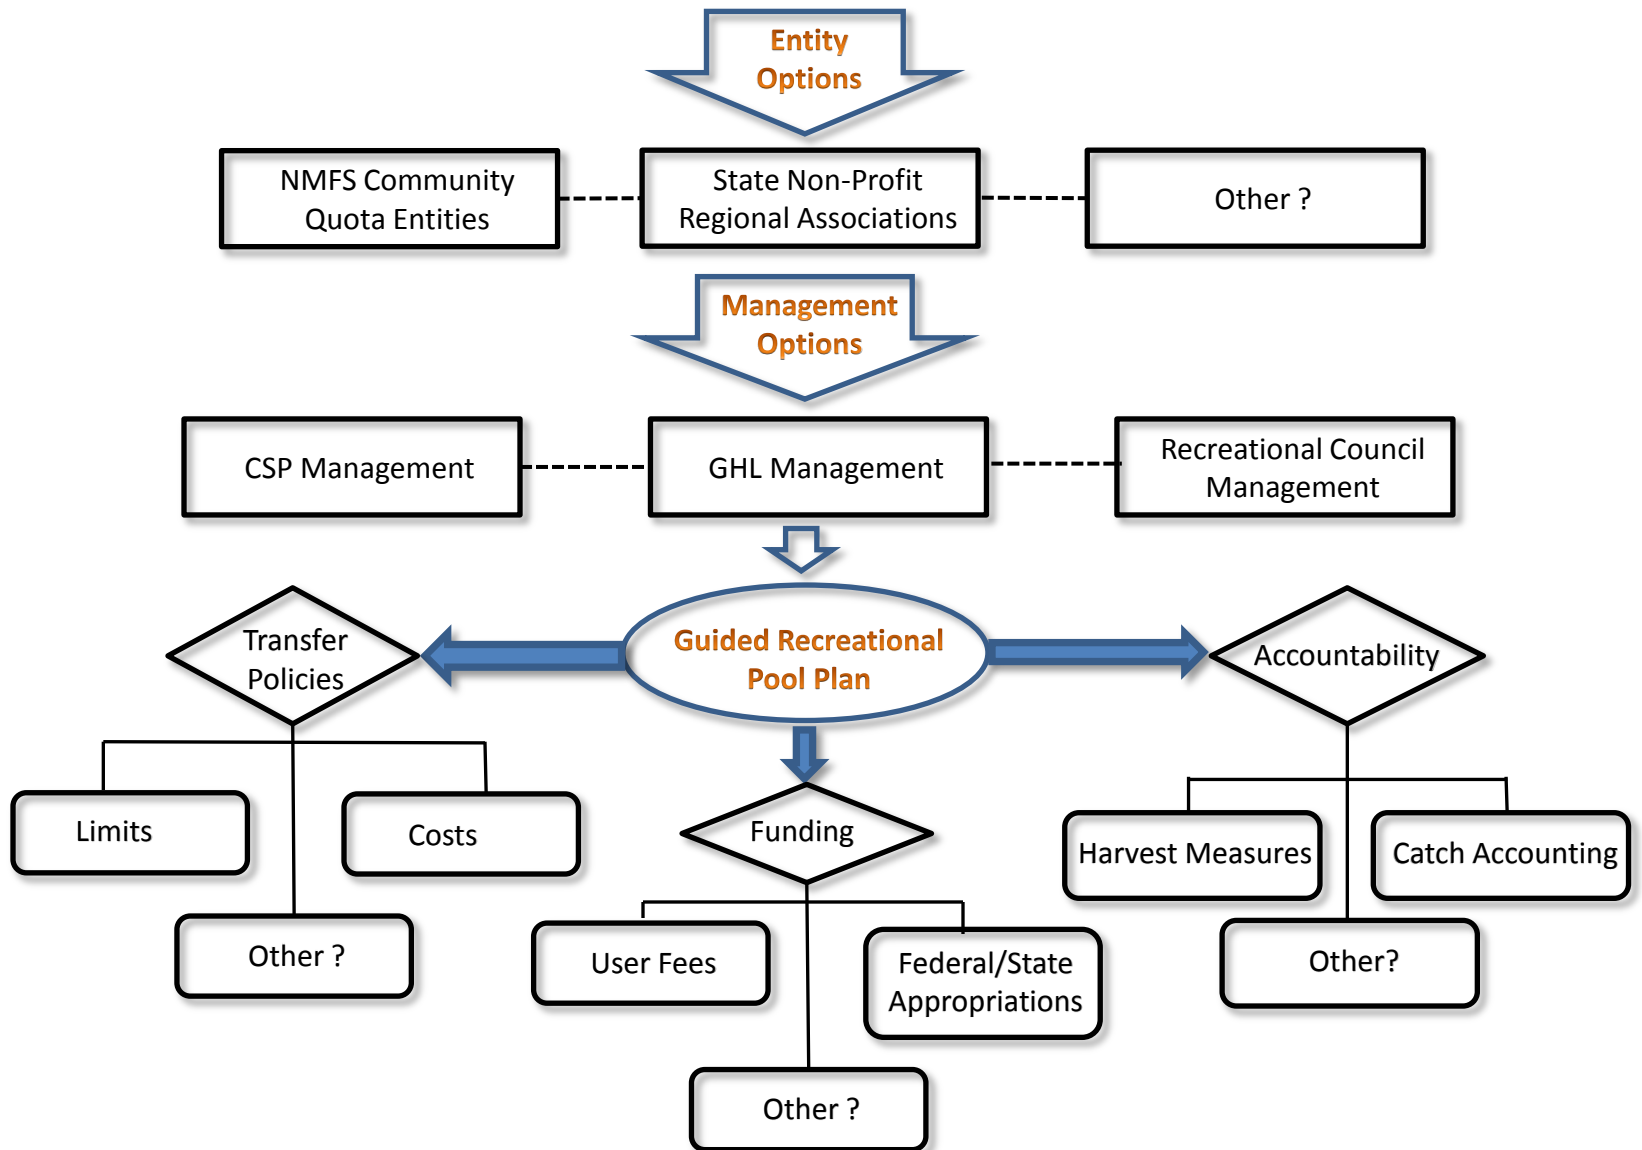 Entity
Options
NMFS Community
Quota Entities
State Non-Profit
Regional Associations
Other ?
Management
Options
CSP Management
GHL Management
Recreational Council
Management
Guided Recreational
Pool Plan
Transfer
Policies
Accountability
Limits
Costs
Other ?
Funding
User Fees
Federal/State
Appropriations
Other ?
Harvest Measures
Catch Accounting
Other?